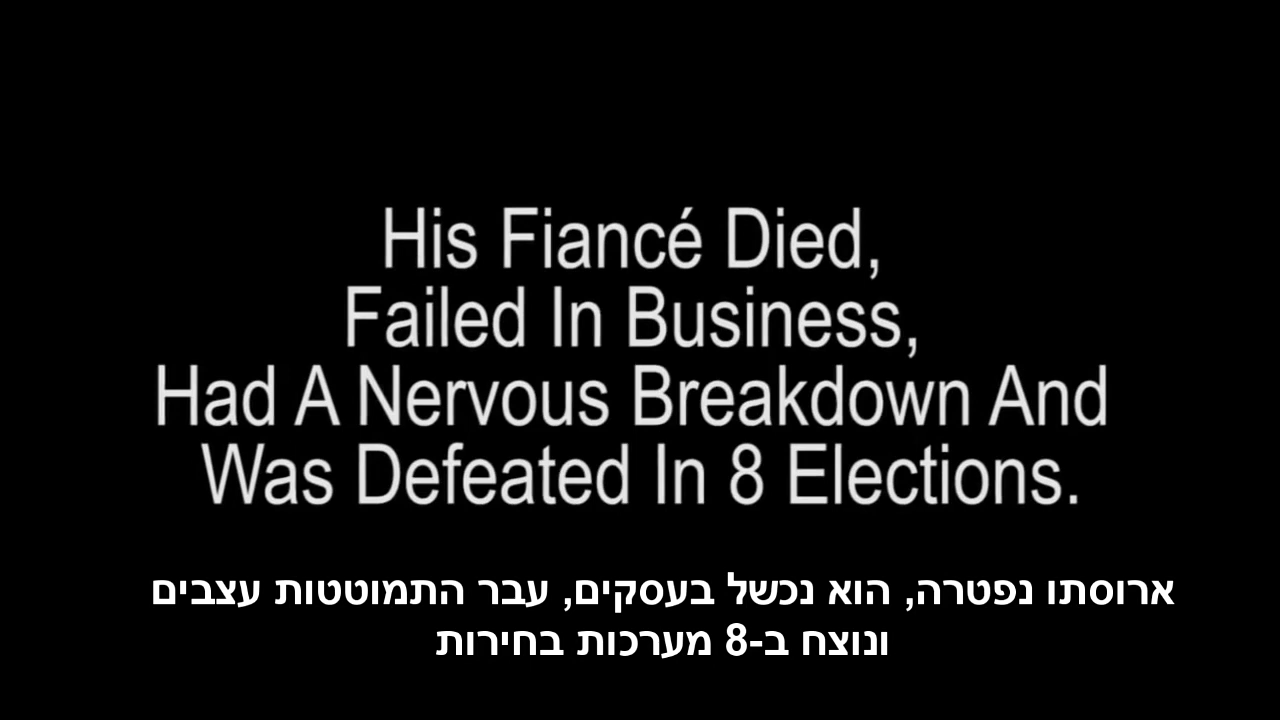 His Fiancé Died,
Failed In Business,
Had A Nervous Breakdown And
Was Defeated In 8 Elections.
ארוסתו נפטרה, הוא נכשל בעסקים, עבר התמוטטות עצבים
ונוצח ב-8 מערכות בחירות